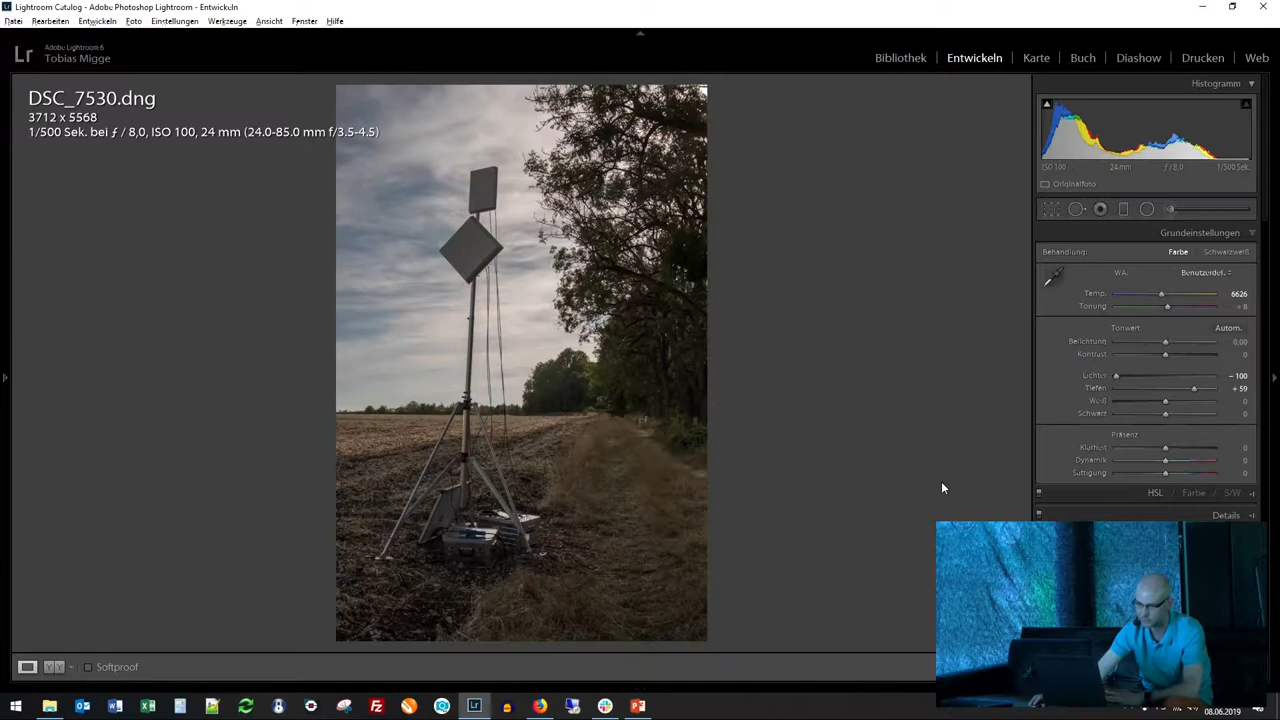 Lightroom Catalog - Adobe Photoshop Lightroom - Entwickeln
Datei Bearbeiten Entwickeln Foto Einstellungen Werkzeuge Ansicht Fenster Hilfe
Lr
Adobe Lightroom 6
Tobias Migge
Bibliothek Entwickeln Karte Buch Diashow Drucken Web
DSC_7530.dng
3712 x 5568
1/500 Sek. bei ƒ / 8,0, ISO 100, 24 mm (24.0-85.0 mm f/3.5-4.5)
Histogramm
ISO 100 24 mm ƒ / 8,0 1/500 Sek.
Originalfoto
Grundeinstellungen
Behandlung: Farbe Schwarzweiß
WA: Benutzerdef.
Temp. 6626
Tonung + 8
Tonwert Autom.
Belichtung 0,00
Kontrast 0
Lichter − 100
Tiefen + 59
Weiß 0
Schwarz 0
Präsenz
Klarheit 0
Dynamik 0
Sättigung 0
HSL / Farbe / S/W
Details
Softproof
08.06.2019